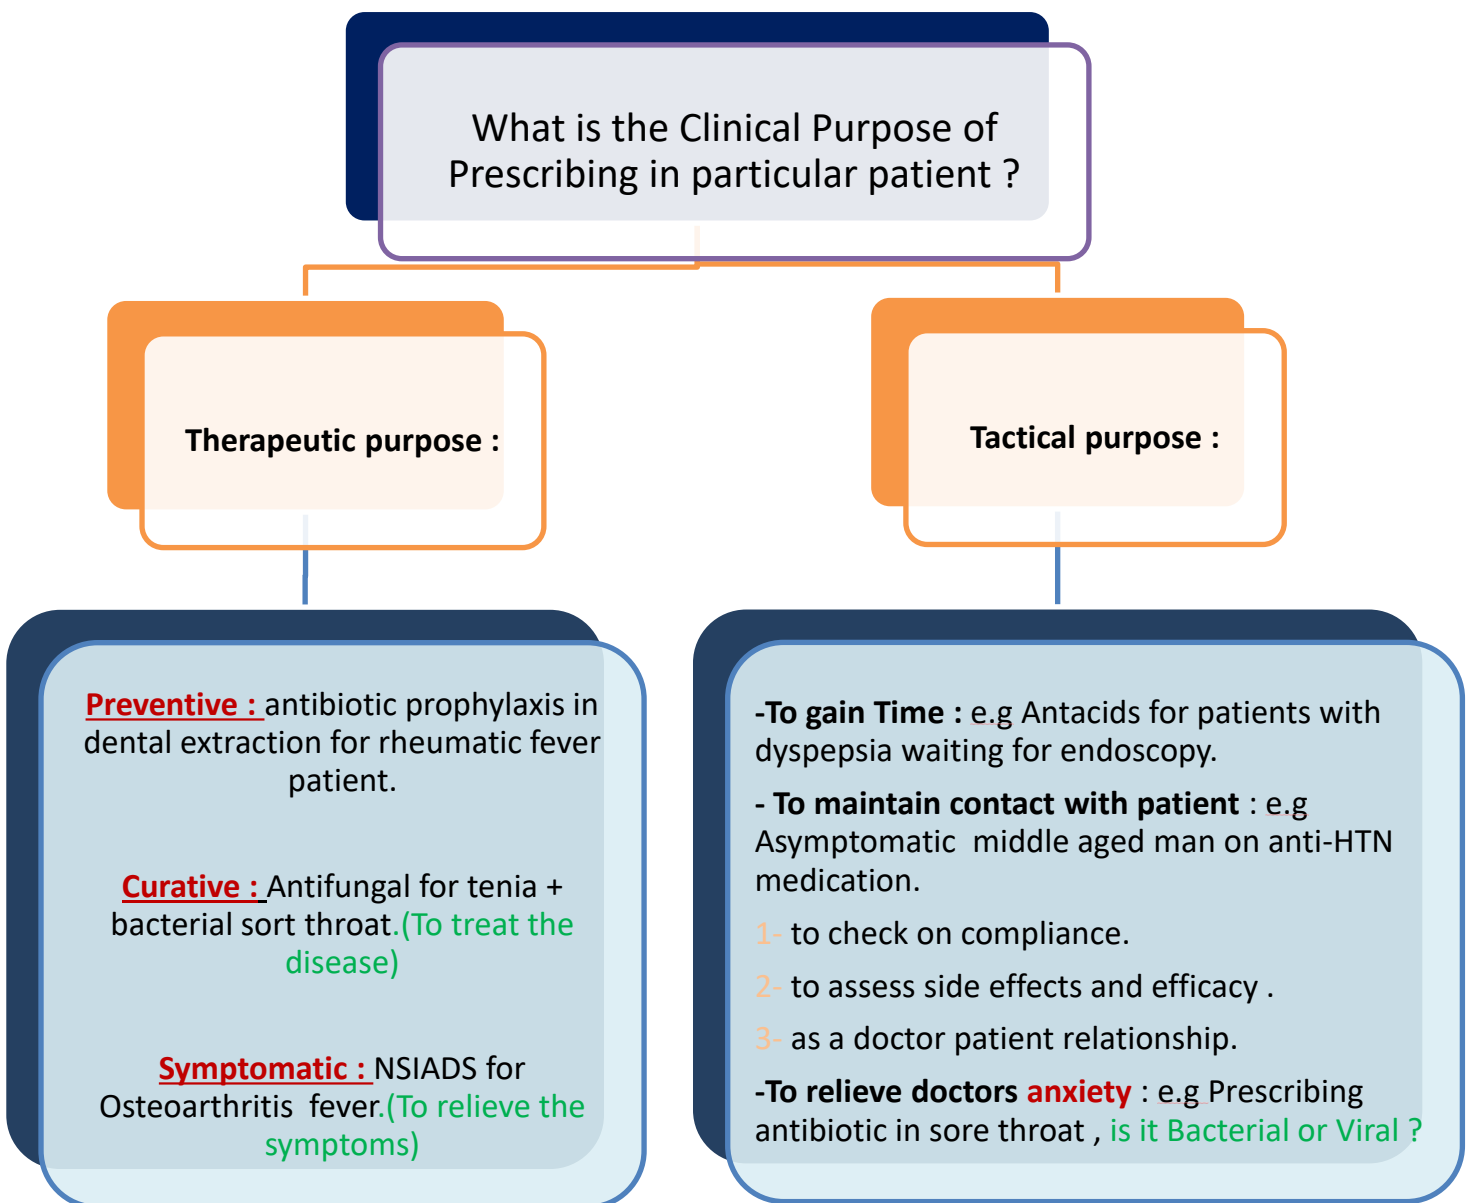 What is the Clinical Purpose of
Prescribing in particular patient ?
Therapeutic purpose :
Tactical purpose :
Preventive : antibiotic prophylaxis in
dental extraction for rheumatic fever
patient.
Curative : Antifungal for tenia +
bacterial sort throat.(To treat the
disease)
Symptomatic : NSIADS for
Osteoarthritis fever.(To relieve the
symptoms)
-To gain Time : e.g Antacids for patients with
dyspepsia waiting for endoscopy.
- To maintain contact with patient : e.g
Asymptomatic middle aged man on anti-HTN
medication.
1- to check on compliance.
2- to assess side effects and efficacy .
3- as a doctor patient relationship.
-To relieve doctors anxiety : e.g Prescribing
antibiotic in sore throat , is it Bacterial or Viral ?